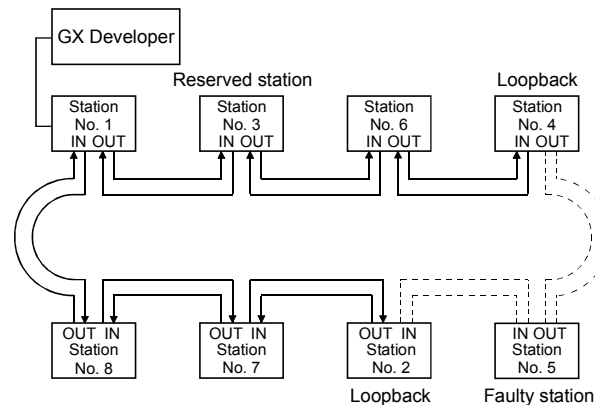 GX Developer
Reserved station
Loopback
Station
No. 1
IN OUT
Station
No. 3
IN OUT
Station
No. 6
IN OUT
Station
No. 4
IN OUT
OUT IN
Station
No. 8
OUT IN
Station
No. 7
OUT IN
Station
No. 2
IN OUT
Station
No. 5
Loopback
Faulty station